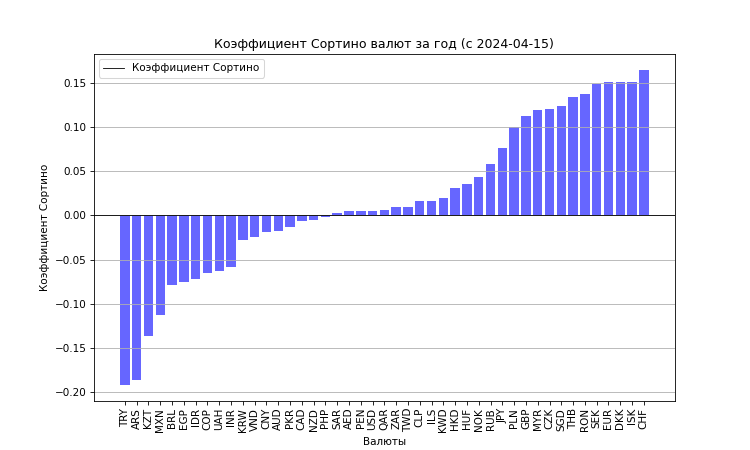 Коэффициент Сортино валют за год (с 2024-04-15)
Коэффициент Сортино
0.15
0.10
0.05
0.00
−0.05
−0.10
−0.15
−0.20
Коэффициент Сортино
TRY
ARS
KZT
MXN
BRL
EGP
IDR
COP
UAH
INR
KRW
VND
CNY
AUD
PKR
CAD
NZD
PHP
SAR
AED
PEN
USD
QAR
ZAR
TWD
CLP
ILS
KWD
HKD
HUF
NOK
RUB
JPY
PLN
GBP
MYR
CZK
SGD
THB
RON
SEK
EUR
DKK
ISK
CHF
Валюты